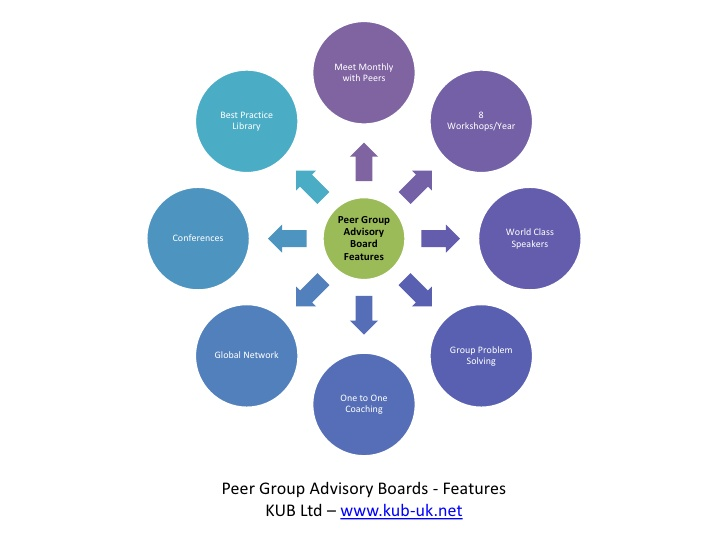 Meet Monthly
with Peers
8
Workshops/Year
World Class
Speakers
Group Problem
Solving
One to One
Coaching
Global Network
Conferences
Best Practice
Library
Peer Group
Advisory
Board
Features
Peer Group Advisory Boards - Features
KUB Ltd – www.kub-uk.net